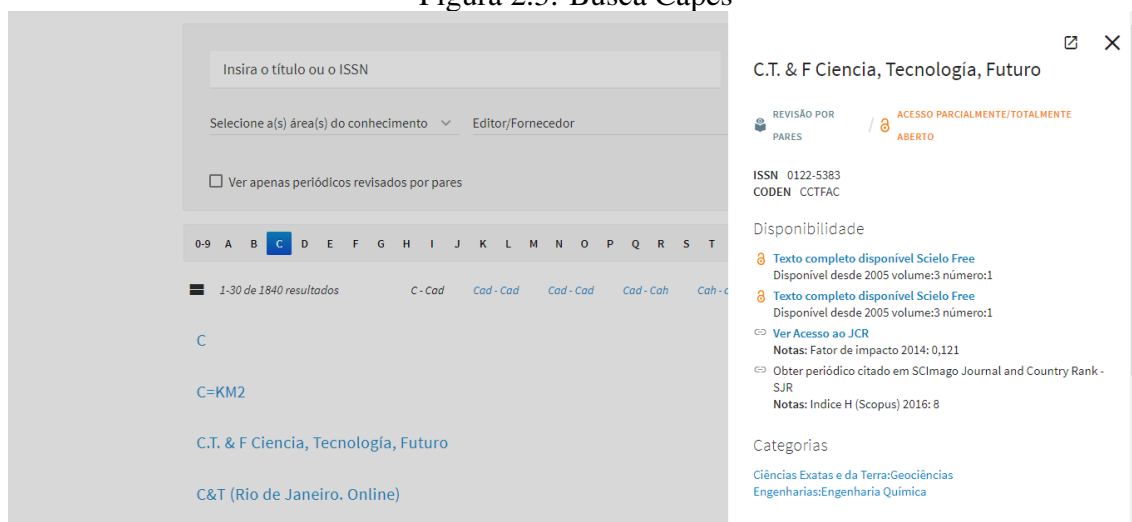 Figura 2.5: Busca Capes
Insira o título ou o ISSN
Selecione a(s) área(s) do conhecimento
Editor/Fornecedor
Ver apenas periódicos revisados por pares
0-9 A B C D E F G H I J K L M N O P Q R S T
1-30 de 1840 resultados
C - Cad
Cad - Cad
Cad - Cad
Cad - Cah
Cah -
C
C=KM2
C.T. & F Ciencia, Tecnología, Futuro
C&T (Rio de Janeiro. Online)
C.T. & F Ciencia, Tecnología, Futuro
REVISÃO POR
PARES
/
ACESSO PARCIALMENTE/TOTALMENTE
ABERTO
ISSN 0122-5383
CODEN CCTFAC
Disponibilidade
Texto completo disponível Scielo Free
Disponível desde 2005 volume:3 número:1
Texto completo disponível Scielo Free
Disponível desde 2005 volume:3 número:1
Ver Acesso ao JCR
Notas: Fator de impacto 2014: 0,121
Obter periódico citado em SCImago Journal and Country Rank -
SJR
Notas: Indice H (Scopus) 2016: 8
Categorias
Ciências Exatas e da Terra:Geociências
Engenharias:Engenharia Química